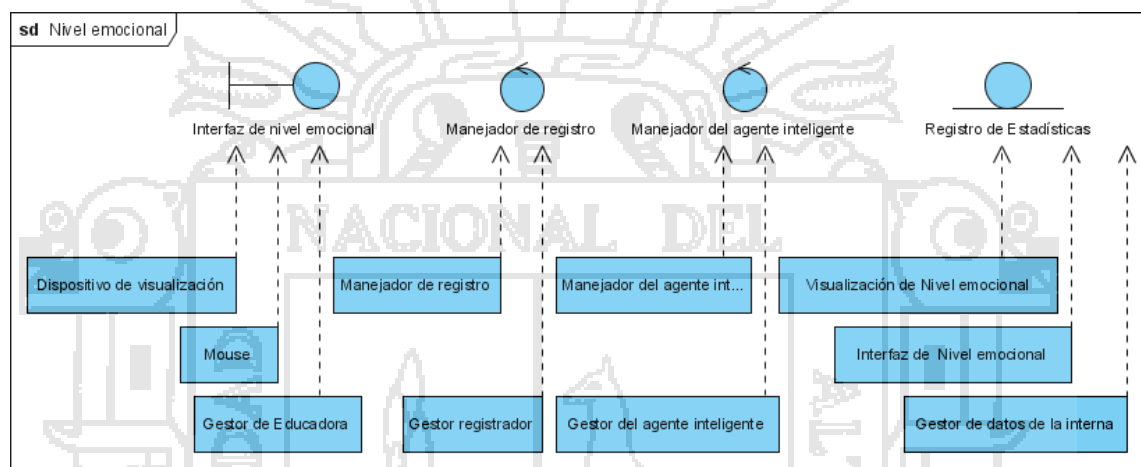 sd Nivel emocional
Interfaz de nivel emocional
Manejador de registro
Manejador del agente inteligente
Registro de Estadísticas
NACIONAL DEL
Dispositivo de visualización
Manejador de registro
Manejador del agente int...
Visualización de Nivel emocional
Mouse
Interfaz de Nivel emocional
Gestor de Educadora
Gestor registrador
Gestor del agente inteligente
Gestor de datos de la interna